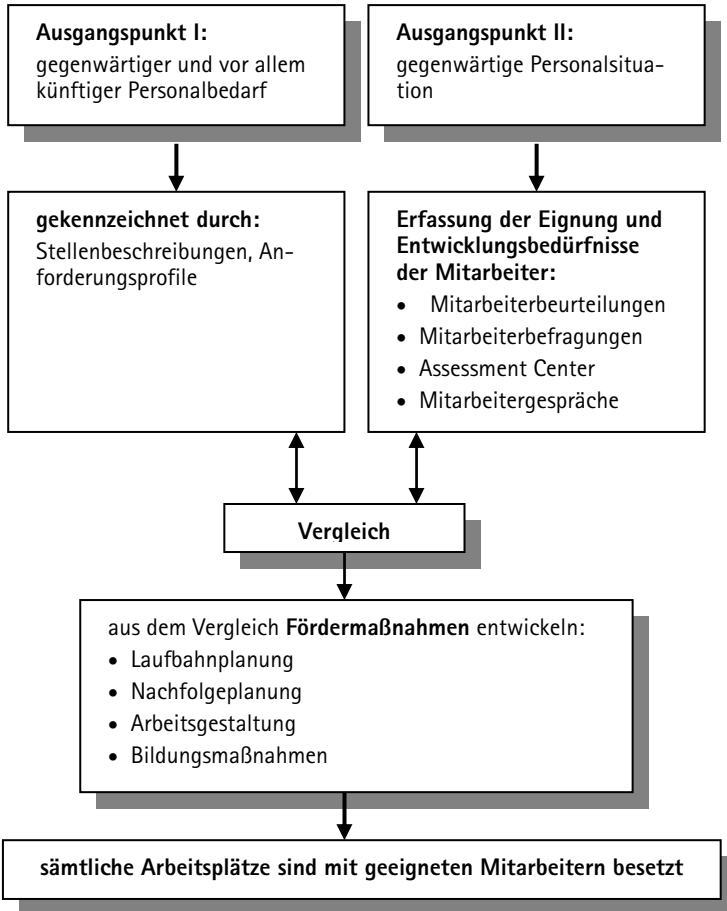 Ausgangspunkt I:
gegenwärtiger und vor allem
künftiger Personalbedarf
Ausgangspunkt II:
gegenwärtige Personalsitua-
tion
gekennzeichnet durch:
Stellenbeschreibungen, An-
forderungsprofile
Erfassung der Eignung und
Entwicklungsbedürfnisse
der Mitarbeiter:
• Mitarbeiterbeurteilungen
• Mitarbeiterbefragungen
• Assessment Center
• Mitarbeitergespräche
Vergleich
aus dem Vergleich Fördermaßnahmen entwickeln:
• Laufbahnplanung
• Nachfolgeplanung
• Arbeitsgestaltung
• Bildungsmaßnahmen
sämtliche Arbeitsplätze sind mit geeigneten Mitarbeitern besetzt